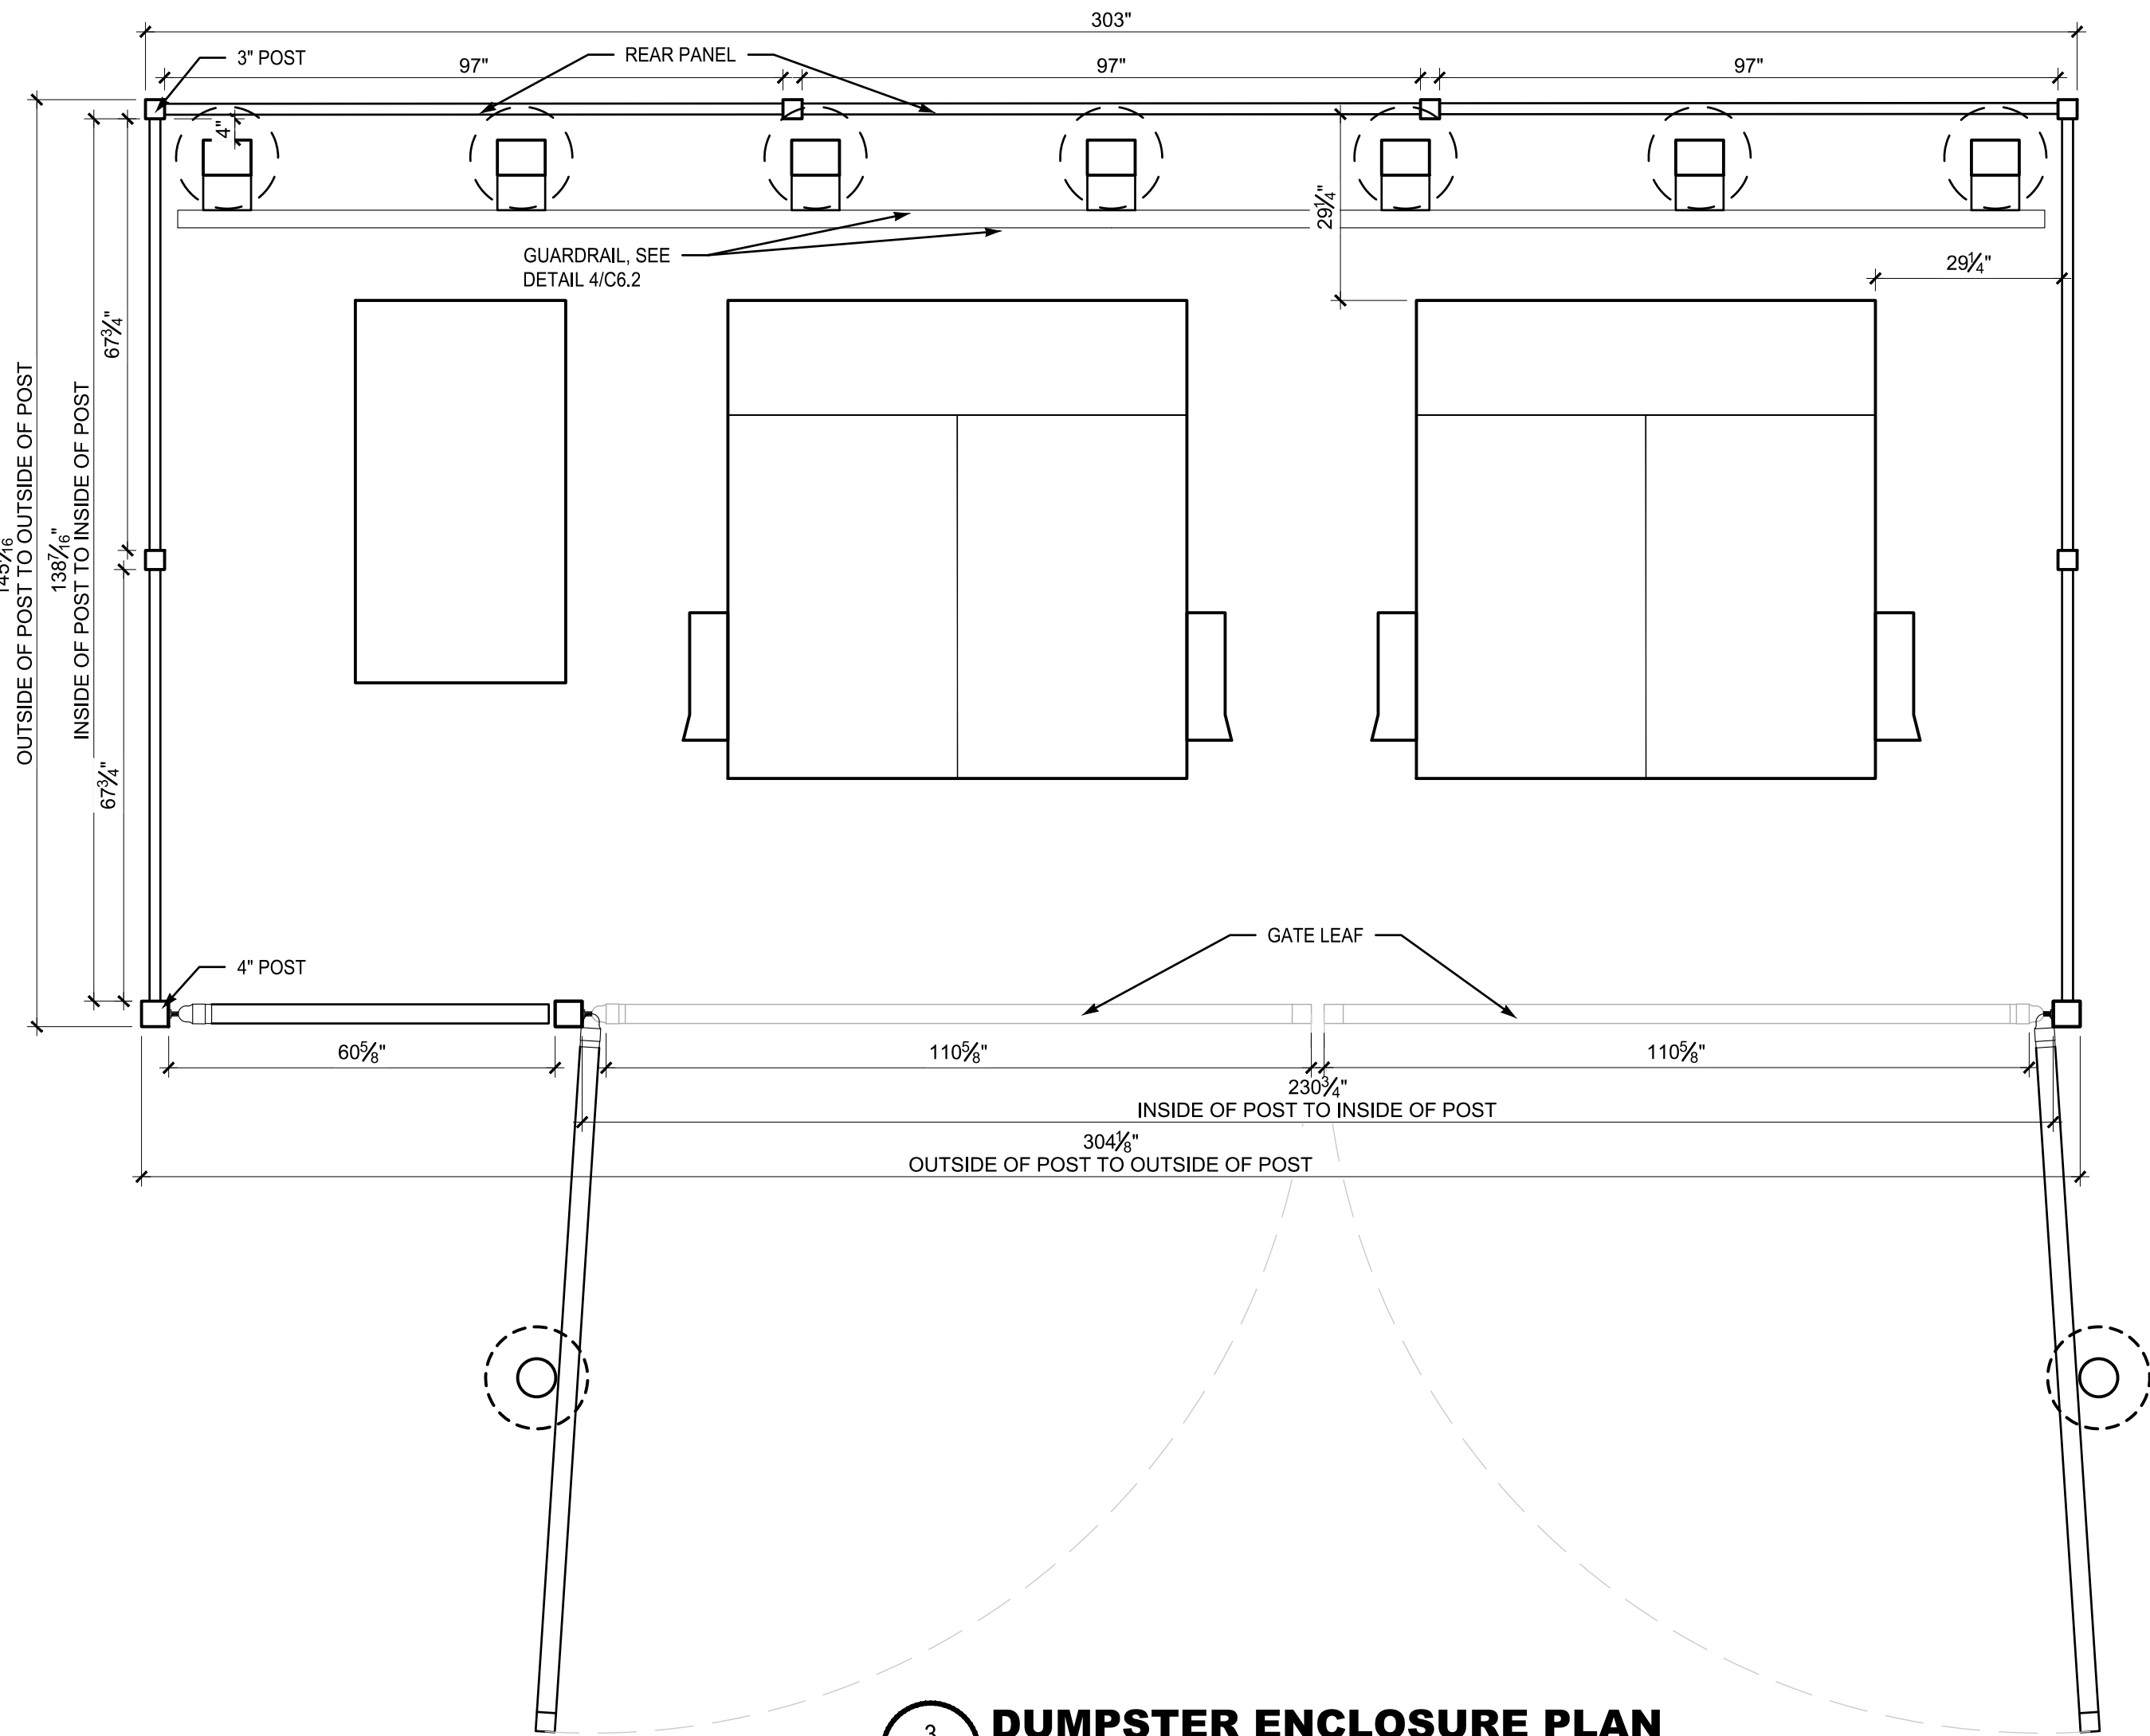 303"
3" POST
97"
REAR PANEL
97"
97"
4"
29¼"
GUARDRAIL, SEE
DETAIL 4/C6.2
29¼"
67¾"
OUTSIDE OF POST TO OUTSIDE OF POST
138⁷⁄₁₆"
INSIDE OF POST TO INSIDE OF POST
67¾"
GATE LEAF
4" POST
60⅝"
110⅝"
110⅝"
230¾"
INSIDE OF POST TO INSIDE OF POST
304⅛"
OUTSIDE OF POST TO OUTSIDE OF POST
3
DUMPSTER ENCLOSURE PLAN